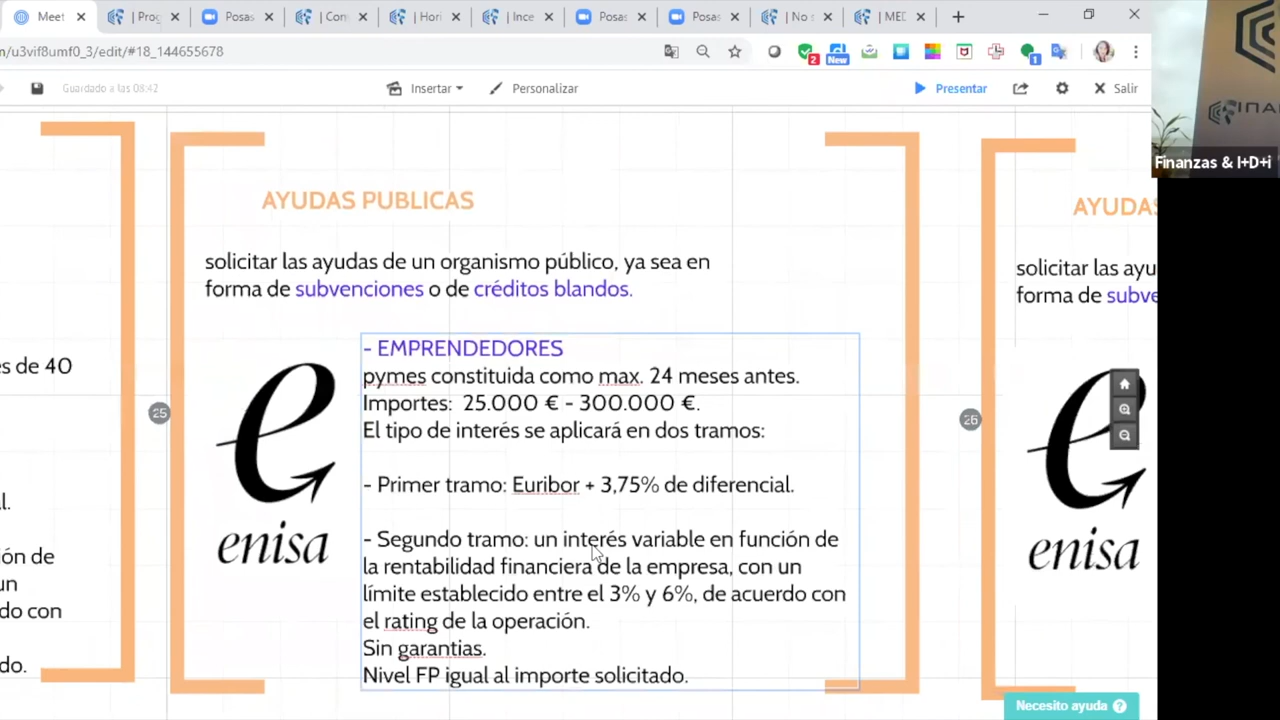 Meet
| Prog
Posas
| Con
| Hori
| Ince
Posas
Posas
| No s
| MED
m/u3vif8umf0_3/edit/#18_144655678
2
New
1
Guardado a las 08:42
Insertar
Personalizar
Presentar
Salir
Finanzas & I+D+i
es de 40
l.
ión de
un
do con
do.
25
AYUDAS PUBLICAS
solicitar las ayudas de un organismo público, ya sea en
forma de subvenciones o de créditos blandos.
enisa
- EMPRENDEDORES
pymes constituida como max. 24 meses antes.
Importes: 25.000 € - 300.000 €.
El tipo de interés se aplicará en dos tramos:
- Primer tramo: Euribor + 3,75% de diferencial.
- Segundo tramo: un interés variable en función de
la rentabilidad financiera de la empresa, con un
límite establecido entre el 3% y 6%, de acuerdo con
el rating de la operación.
Sin garantias.
Nivel FP igual al importe solicitado.
26
AYUDAS
solicitar las ayu
forma de subve
enisa
Necesito ayuda ?